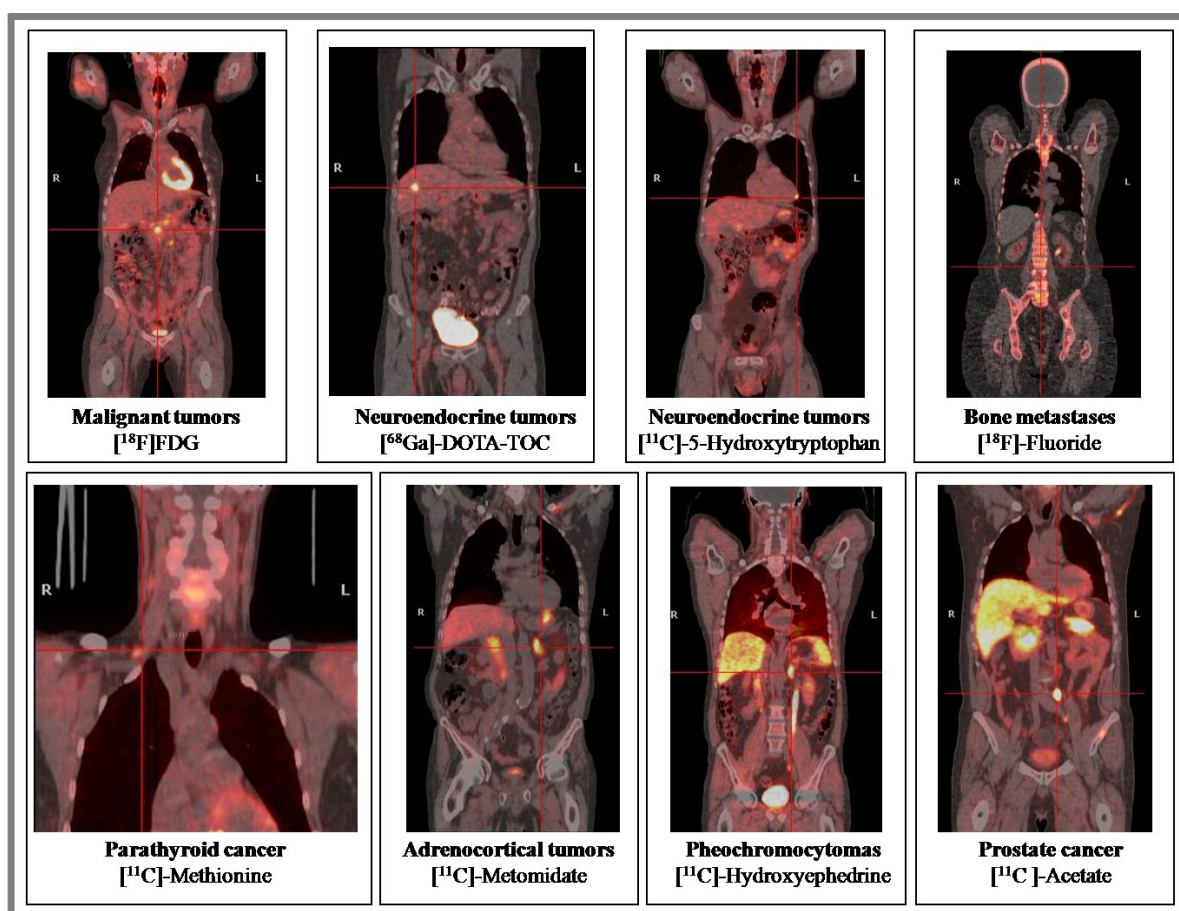 R L
Malignant tumors
[¹⁸F]FDG
R L
Neuroendocrine tumors
[⁶⁸Ga]-DOTA-TOC
R L
Neuroendocrine tumors
[¹¹C]-5-Hydroxytryptophan
R L
Bone metastases
[¹⁸F]-Fluoride
R L
Parathyroid cancer
[¹¹C]-Methionine
R L
Adrenocortical tumors
[¹¹C]-Metomidate
R L
Pheochromocytomas
[¹¹C]-Hydroxyephedrine
R L
Prostate cancer
[¹¹C ]-Acetate